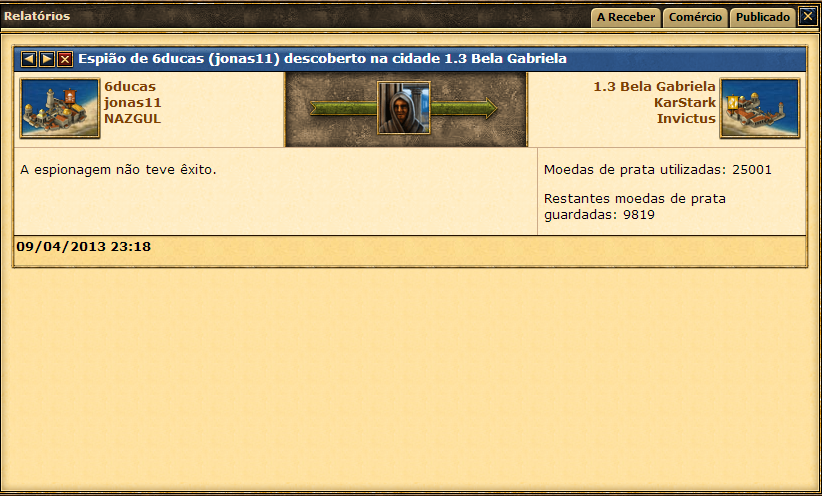 Relatórios
A Receber
Comércio
Publicado
Espião de 6ducas (jonas11) descoberto na cidade 1.3 Bela Gabriela
6ducas
jonas11
NAZGUL
1.3 Bela Gabriela
KarStark
Invictus
A espionagem não teve êxito.
Moedas de prata utilizadas: 25001
Restantes moedas de prata
guardadas: 9819
09/04/2013 23:18